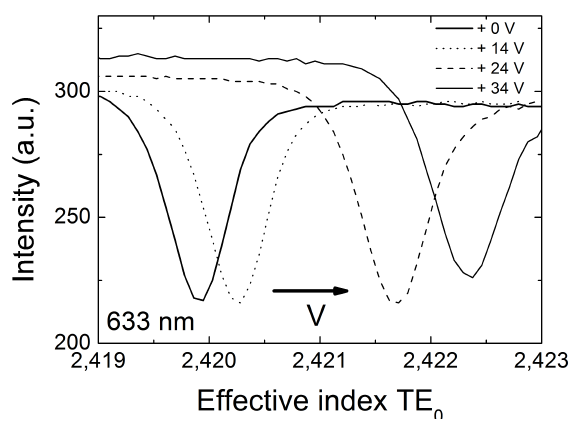 + 0 V
+ 14 V
+ 24 V
+ 34 V
300
250
200
Intensity (a.u.)
V
633 nm
2,419 2,420 2,421 2,422 2,423
Effective index TE₀